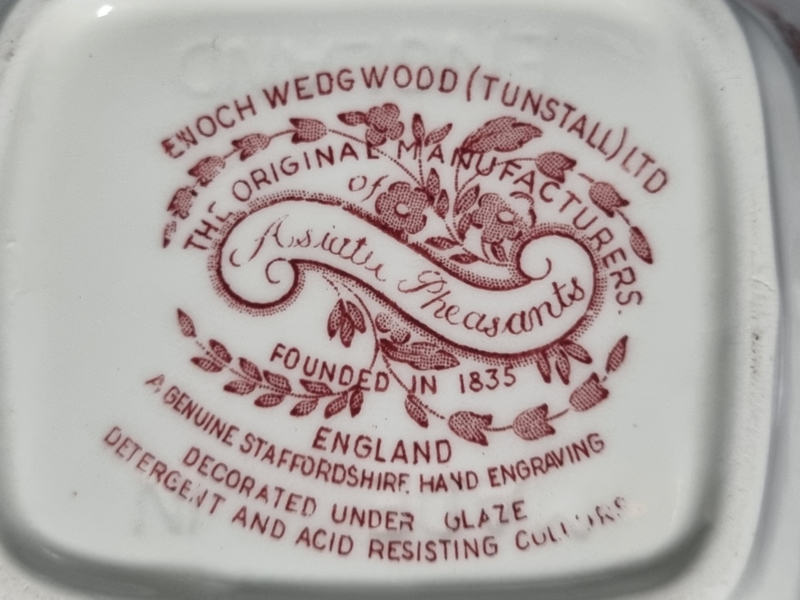 ENOCH WEDGWOOD (TUNSTALL) LTD
THE ORIGINAL MANUFACTURERS.
of
Asiatic Pheasants
FOUNDED IN 1835
ENGLAND
A GENUINE STAFFORDSHIRE HAND ENGRAVING
DECORATED UNDER GLAZE
DETERGENT AND ACID RESISTING COLOURS